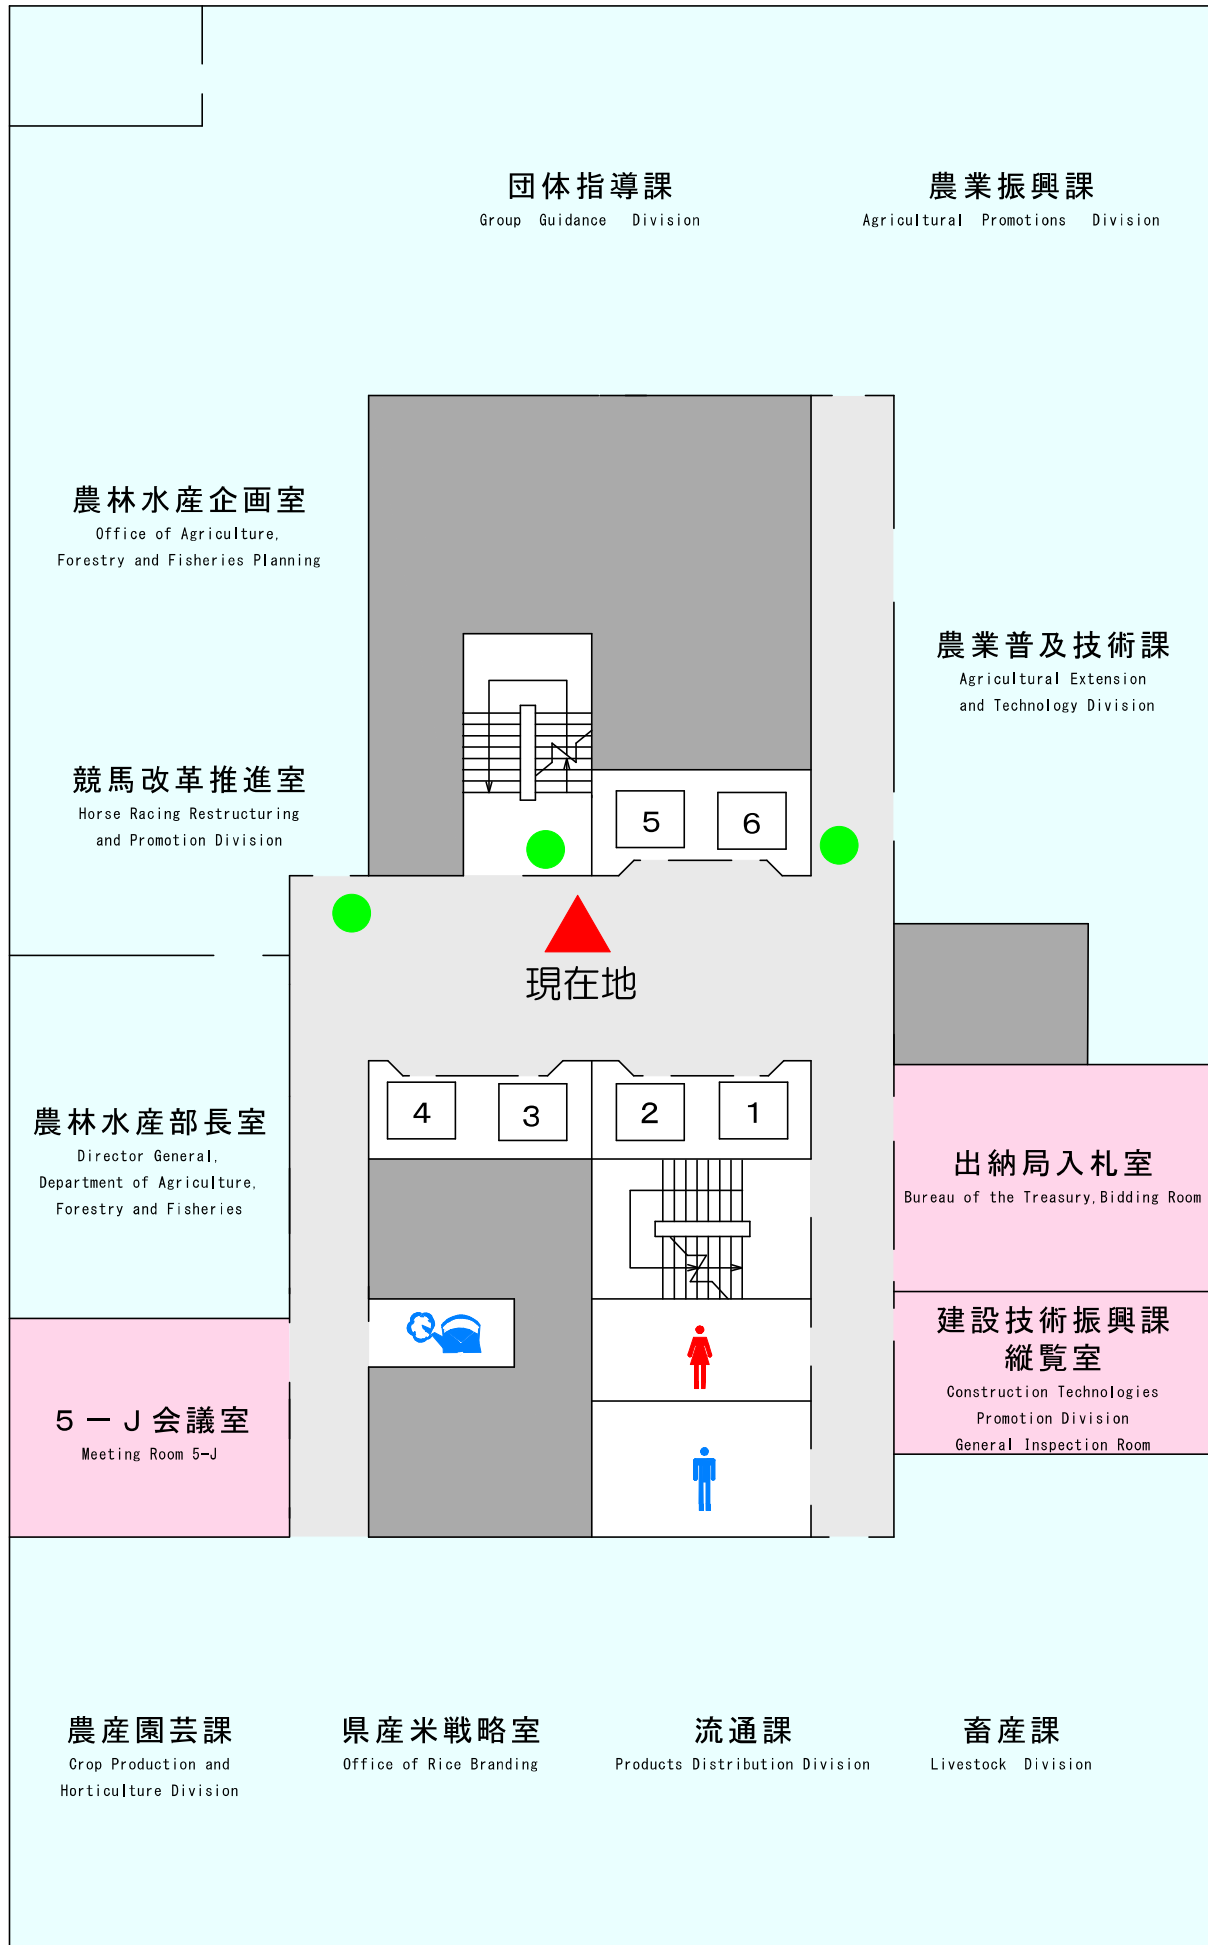 団体指導課
Group Guidance Division
農業振興課
Agricultural Promotions Division
農林水産企画室
Office of Agriculture,
Forestry and Fisheries Planning
農業普及技術課
Agricultural Extension
and Technology Division
競馬改革推進室
Horse Racing Restructuring
and Promotion Division
5
6
現在地
4
3
2
1
農林水産部長室
Director General,
Department of Agriculture,
Forestry and Fisheries
出納局入札室
Bureau of the Treasury, Bidding Room
建設技術振興課
縦覧室
Construction Technologies
Promotion Division
General Inspection Room
5-J会議室
Meeting Room 5-J
農産園芸課
Crop Production and
Horticulture Division
県産米戦略室
Office of Rice Branding
流通課
Products Distribution Division
畜産課
Livestock Division